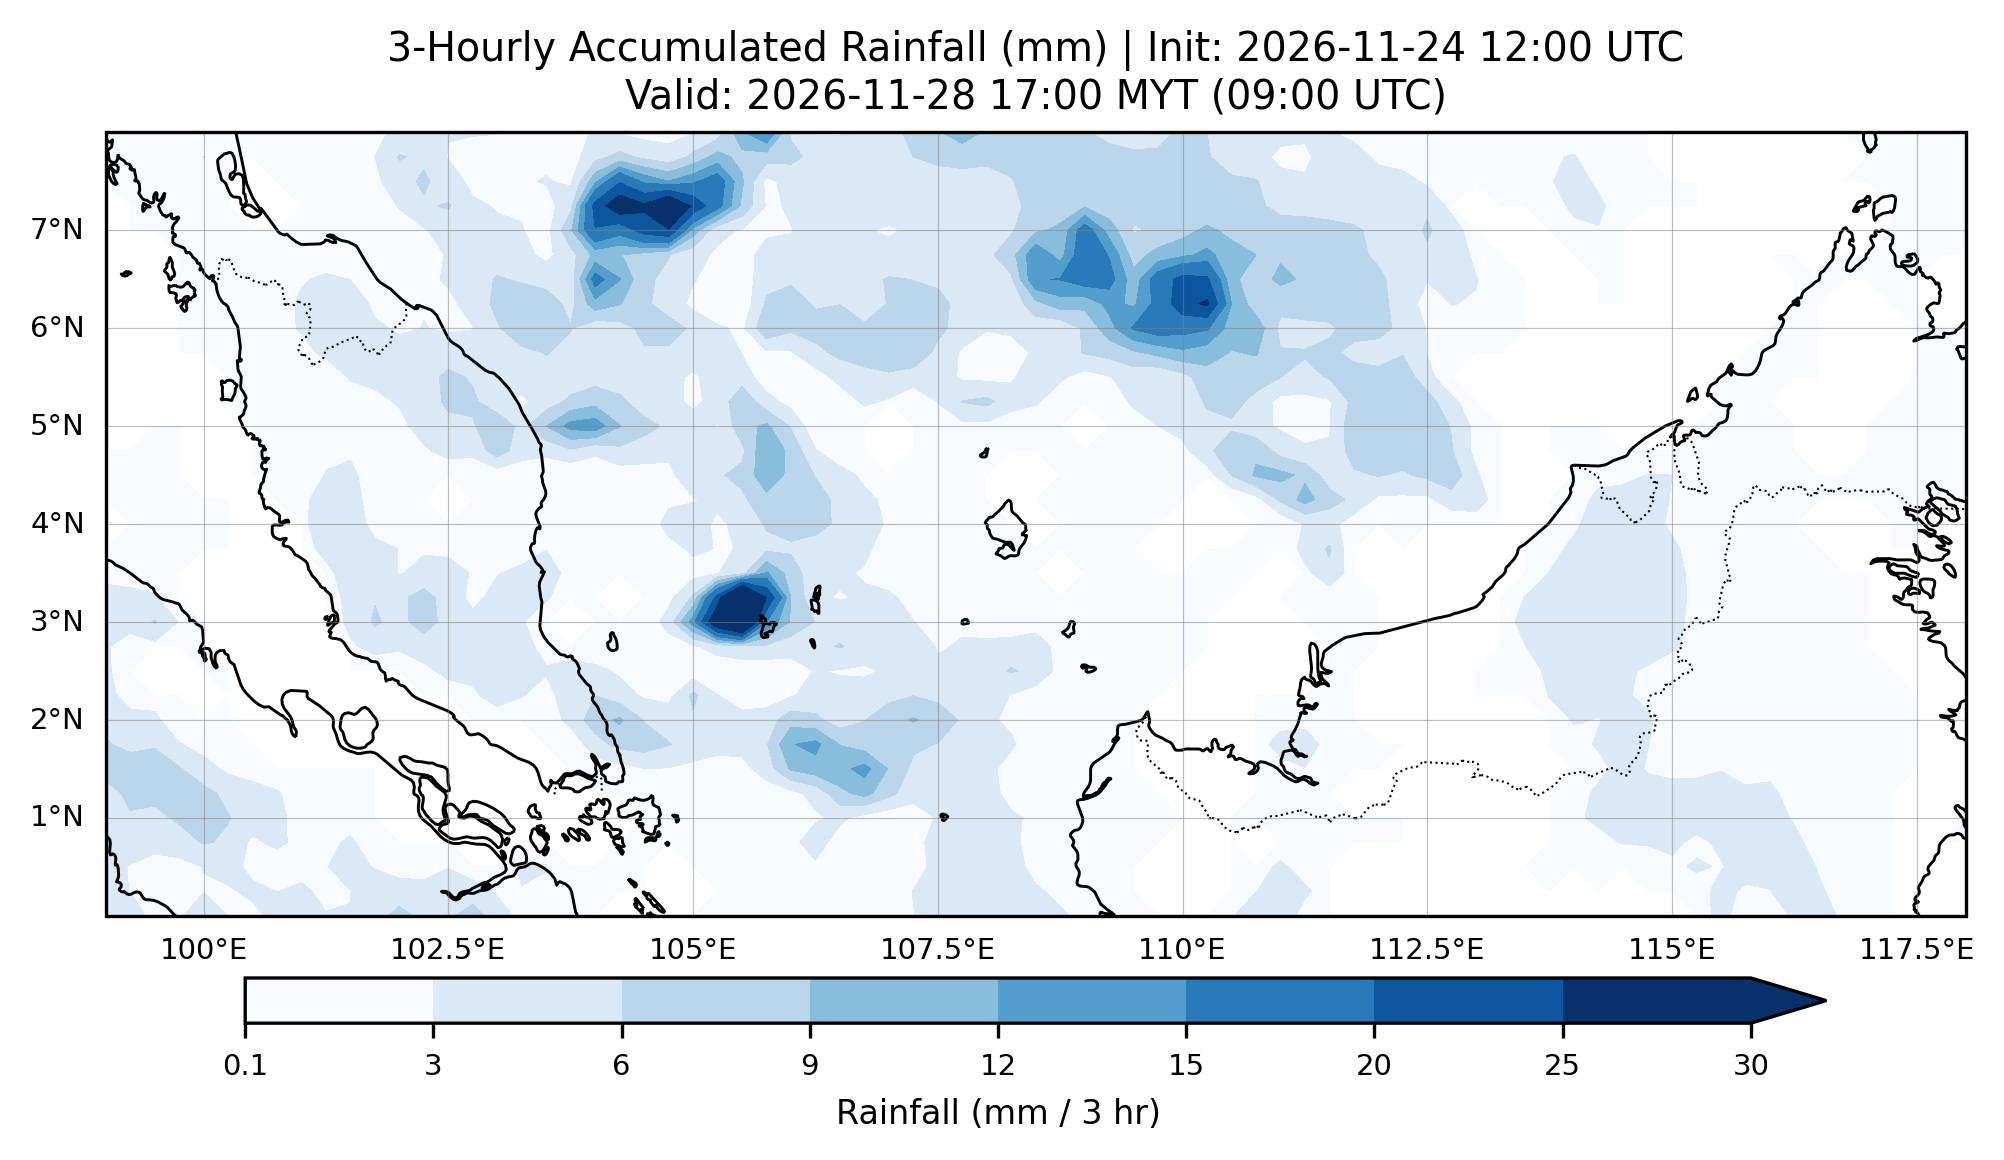 3-Hourly Accumulated Rainfall (mm) | Init: 2026-11-24 12:00 UTC
Valid: 2026-11-28 17:00 MYT (09:00 UTC)
7°N
6°N
5°N
4°N
3°N
2°N
1°N
100°E 102.5°E 105°E 107.5°E 110°E 112.5°E 115°E 117.5°E
0.1 3 6 9 12 15 20 25 30
Rainfall (mm / 3 hr)